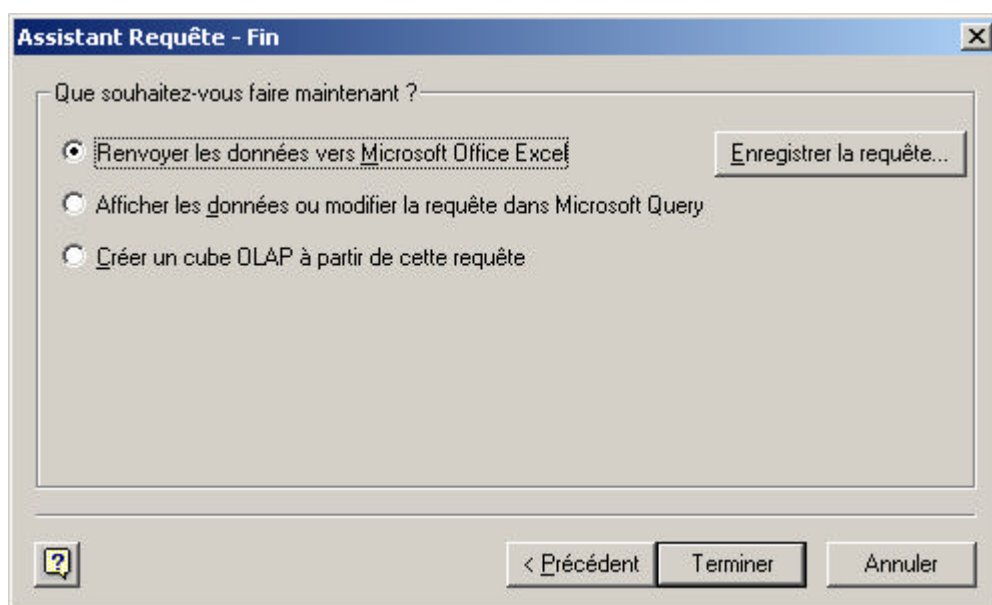 Assistant Requête - Fin
Que souhaitez-vous faire maintenant ?
Renvoyer les données vers Microsoft Office Excel
Enregistrer la requête...
Afficher les données ou modifier la requête dans Microsoft Query
Créer un cube OLAP à partir de cette requête
< Précédent
Terminer
Annuler